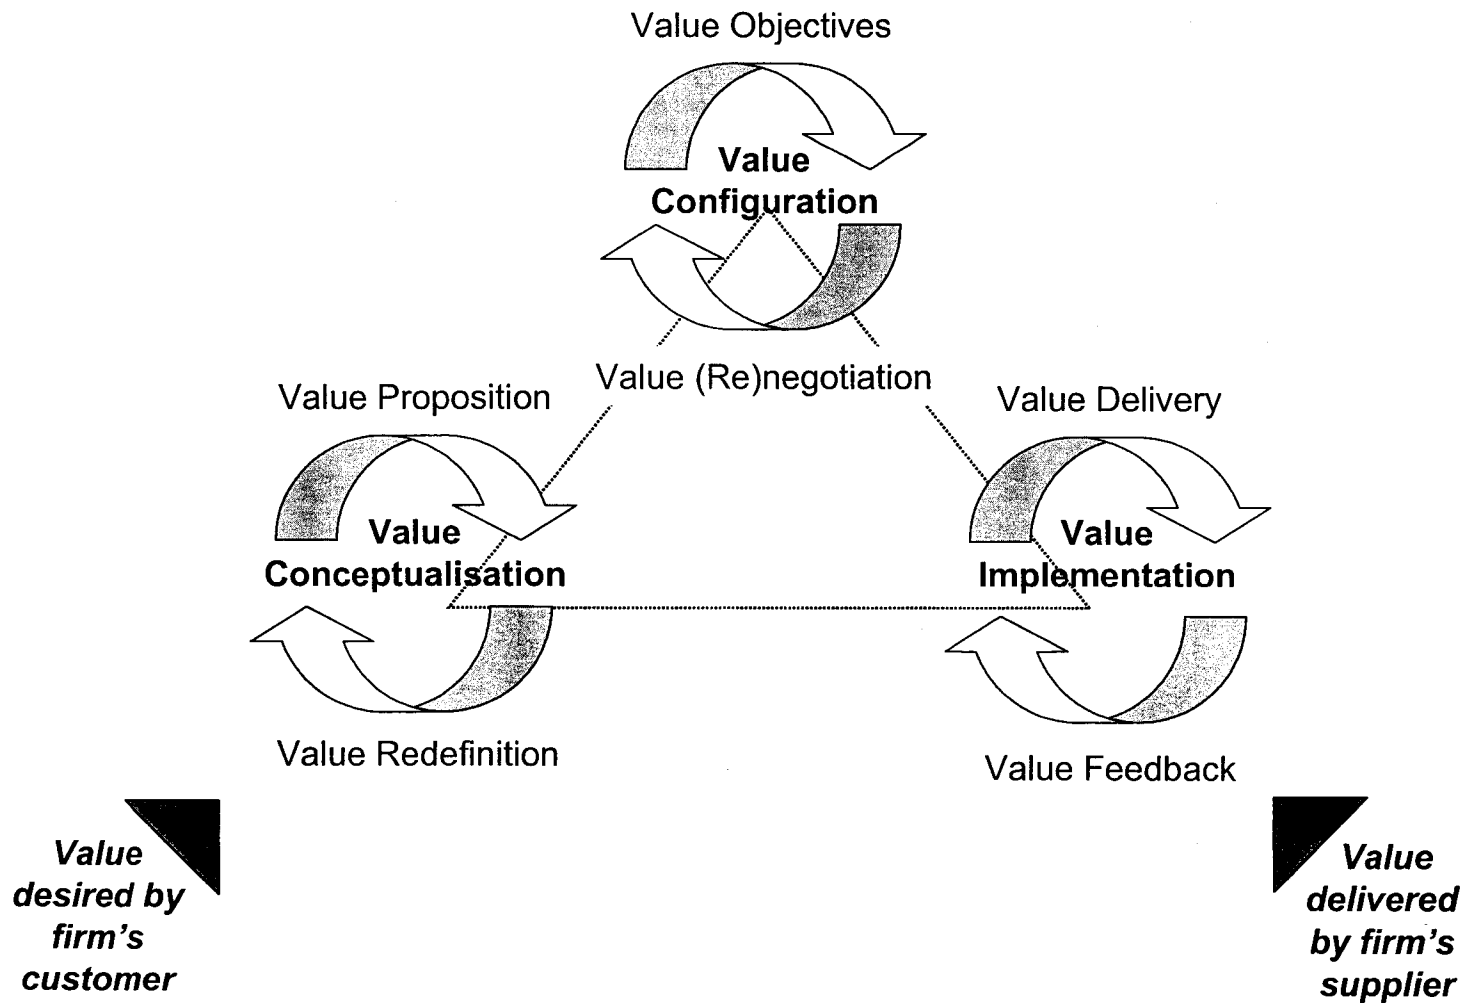 Value Objectives
Value
Configuration
Value (Re)negotiation
Value Proposition
Value
Conceptualisation
Value Redefinition
Value Delivery
Value
Implementation
Value Feedback
Value
desired by
firm's
customer
Value
delivered
by firm's
supplier